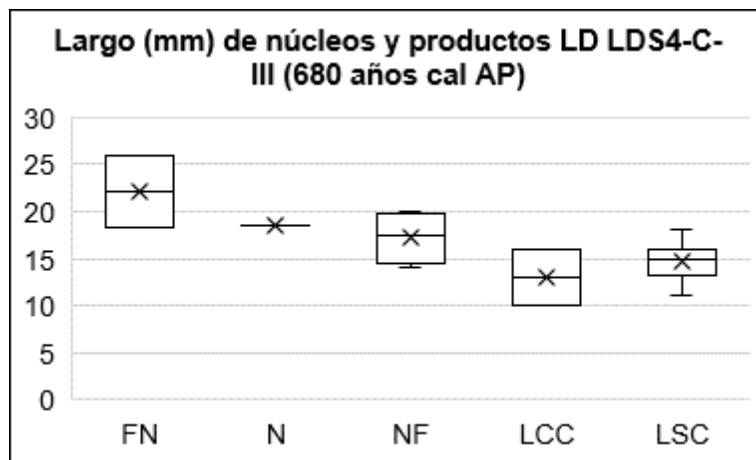 Largo (mm) de núcleos y productos LD LDS4-C-
III (680 años cal AP)
30
25
20
15
10
5
0
FN N NF LCC LSC